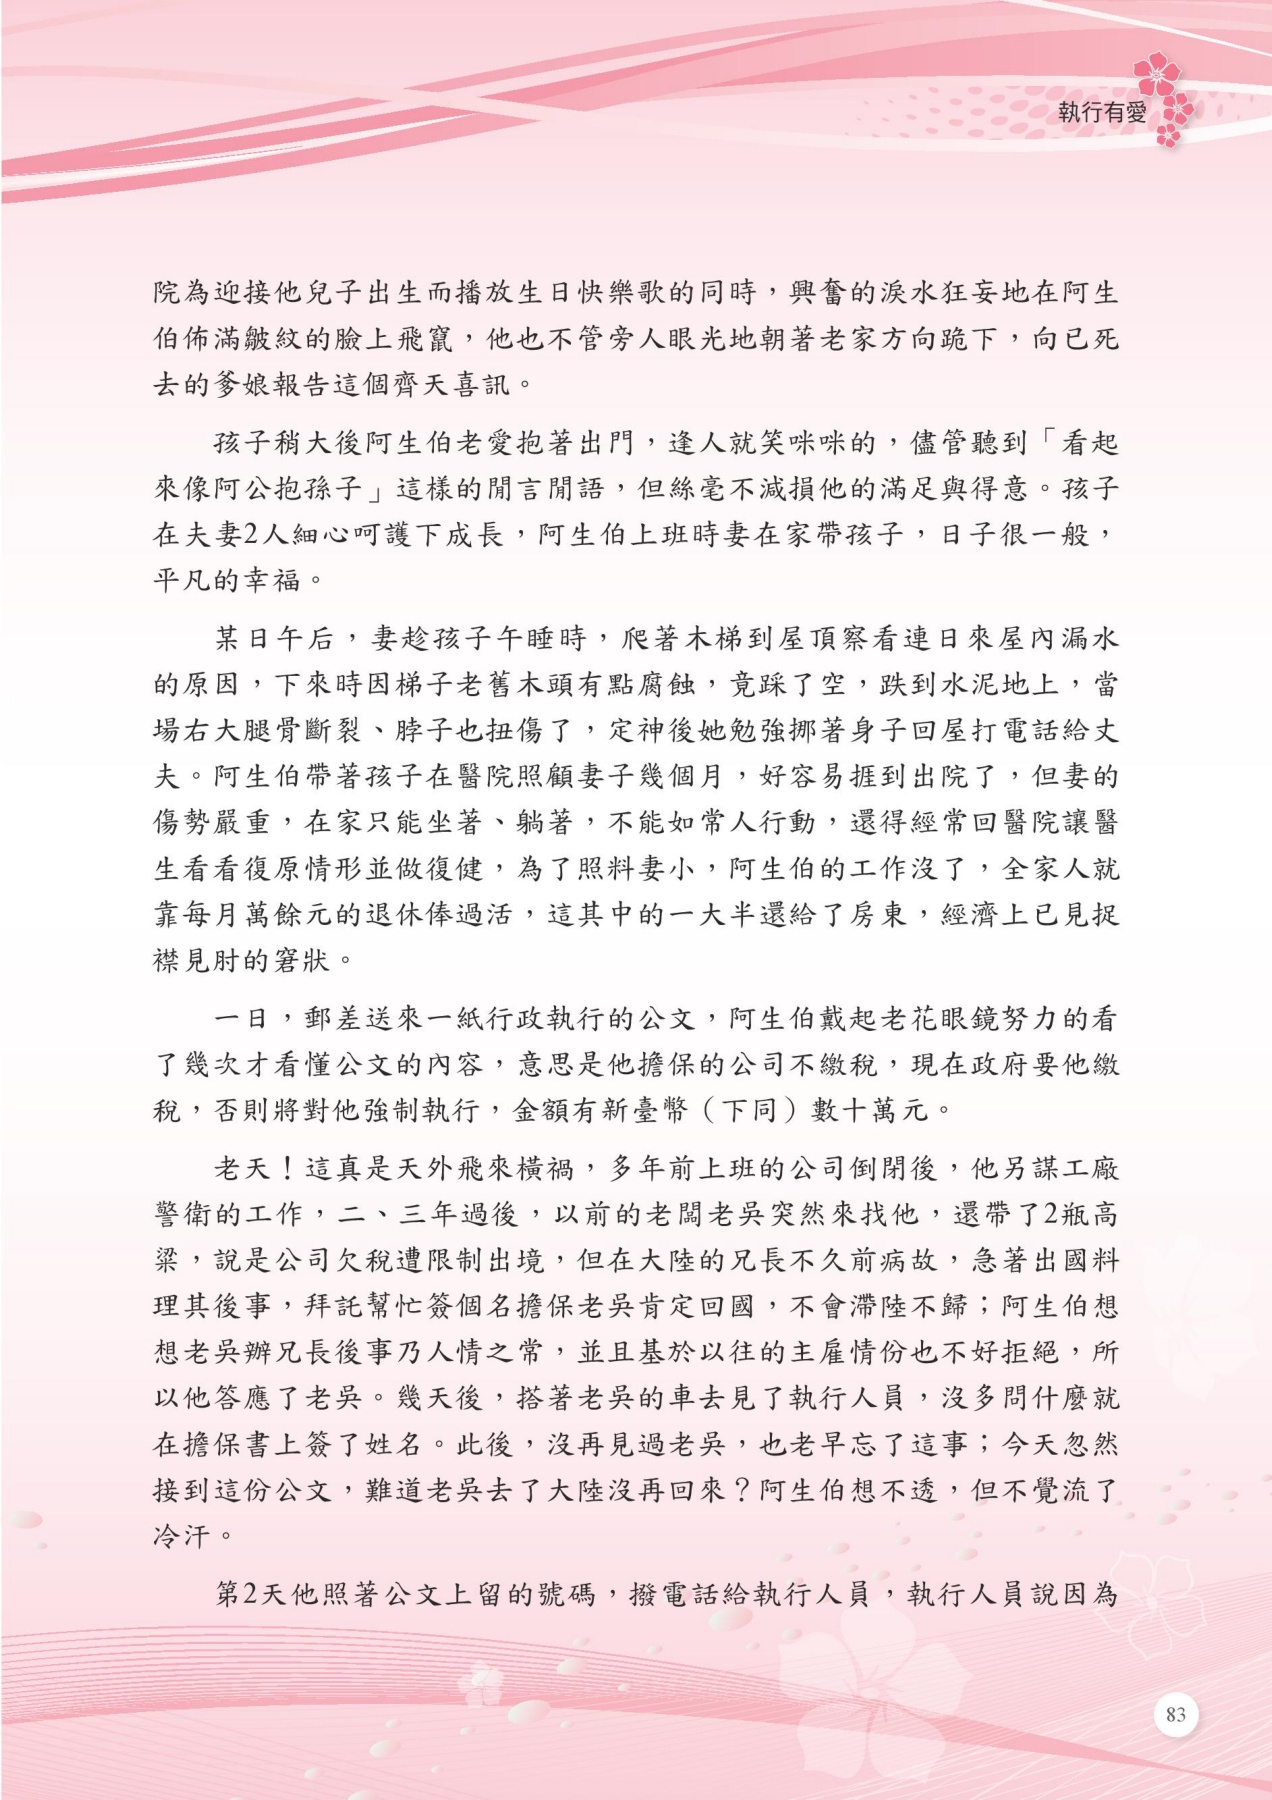 執行有愛
院為迎接他兒子出生而播放生日快樂歌的同時，興奮的淚水狂妄地在阿生
伯佈滿皺紋的臉上飛竄，他也不管旁人眼光地朝著老家方向跪下，向已死
去的爹娘報告這個齊天喜訊。
孩子稍大後阿生伯老愛抱著出門，逢人就笑咪咪的，儘管聽到「看起
來像阿公抱孫子」這樣的閒言閒語，但絲毫不減損他的滿足與得意。孩子
在夫妻2人細心呵護下成長，阿生伯上班時妻在家帶孩子，日子很一般，
平凡的幸福。
某日午后，妻趁孩子午睡時，爬著木梯到屋頂察看連日來屋內漏水
的原因，下來時因梯子老舊木頭有點腐蝕，竟踩了空，跌到水泥地上，當
場右大腿骨斷裂、脖子也扭傷了，定神後她勉強挪著身子回屋打電話給丈
夫。阿生伯帶著孩子在醫院照顧妻子幾個月，好容易捱到出院了，但妻的
傷勢嚴重，在家只能坐著、躺著，不能如常人行動，還得經常回醫院讓醫
生看看復原情形並做復健，為了照料妻小，阿生伯的工作沒了，全家人就
靠每月萬餘元的退休俸過活，這其中的一大半還給了房東，經濟上已見捉
襟見肘的窘狀。
一日，郵差送來一紙行政執行的公文，阿生伯戴起老花眼鏡努力的看
了幾次才看懂公文的內容，意思是他擔保的公司不繳稅，現在政府要他繳
稅，否則將對他強制執行，金額有新臺幣（下同）數十萬元。
老天！這真是天外飛來橫禍，多年前上班的公司倒閉後，他另謀工廠
警衛的工作，二、三年過後，以前的老闆老吳突然來找他，還帶了2瓶高
粱，說是公司欠稅遭限制出境，但在大陸的兄長不久前病故，急著出國料
理其後事，拜託幫忙簽個名擔保老吳肯定回國，不會滯陸不歸；阿生伯想
想老吳辦兄長後事乃人情之常，並且基於以往的主雇情份也不好拒絕，所
以他答應了老吳。幾天後，搭著老吳的車去見了執行人員，沒多問什麼就
在擔保書上簽了姓名。此後，沒再見過老吳，也老早忘了這事；今天忽然
接到這份公文，難道老吳去了大陸沒再回來？阿生伯想不透，但不覺流了
冷汗。
第2天他照著公文上留的號碼，撥電話給執行人員，執行人員說因為
83